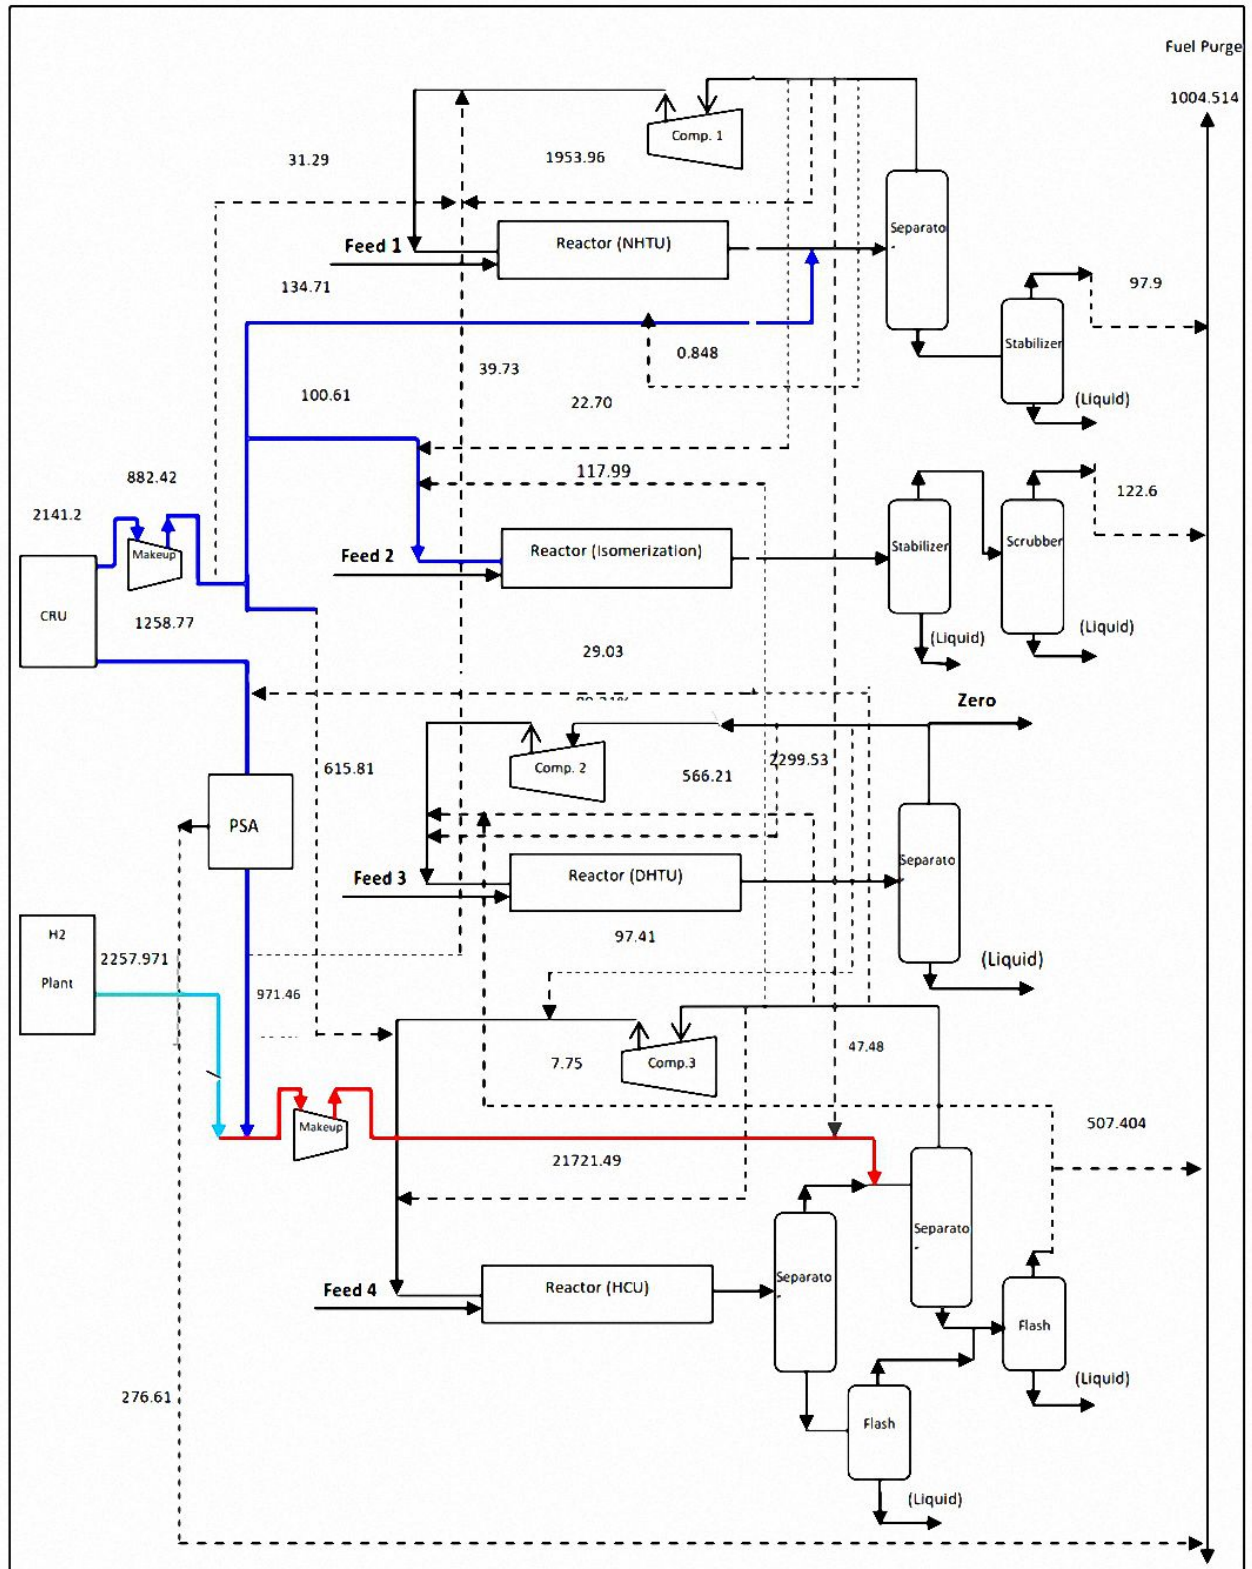 Fuel Purge
1004.514
Comp. 1
31.29
1953.96
Separato
Reactor (NHTU)
Feed 1
97.9
134.71
Stabilizer
0.848
39.73
100.61
22.70
(Liquid)
117.99
882.42
122.6
2141.2
Makeup
Reactor (Isomerization)
Feed 2
Stabilizer
Scrubber
CRU
1258.77
(Liquid)
(Liquid)
29.03
Zero
615.81
Comp. 2
566.21
2299.53
PSA
Separato
Feed 3
Reactor (DHTU)
H2
Plant
97.41
2257.971
(Liquid)
971.46
7.75
Comp.3
47.48
Makeup
507.404
21721.49
Separato
Separato
Feed 4
Reactor (HCU)
Flash
276.61
(Liquid)
Flash
(Liquid)